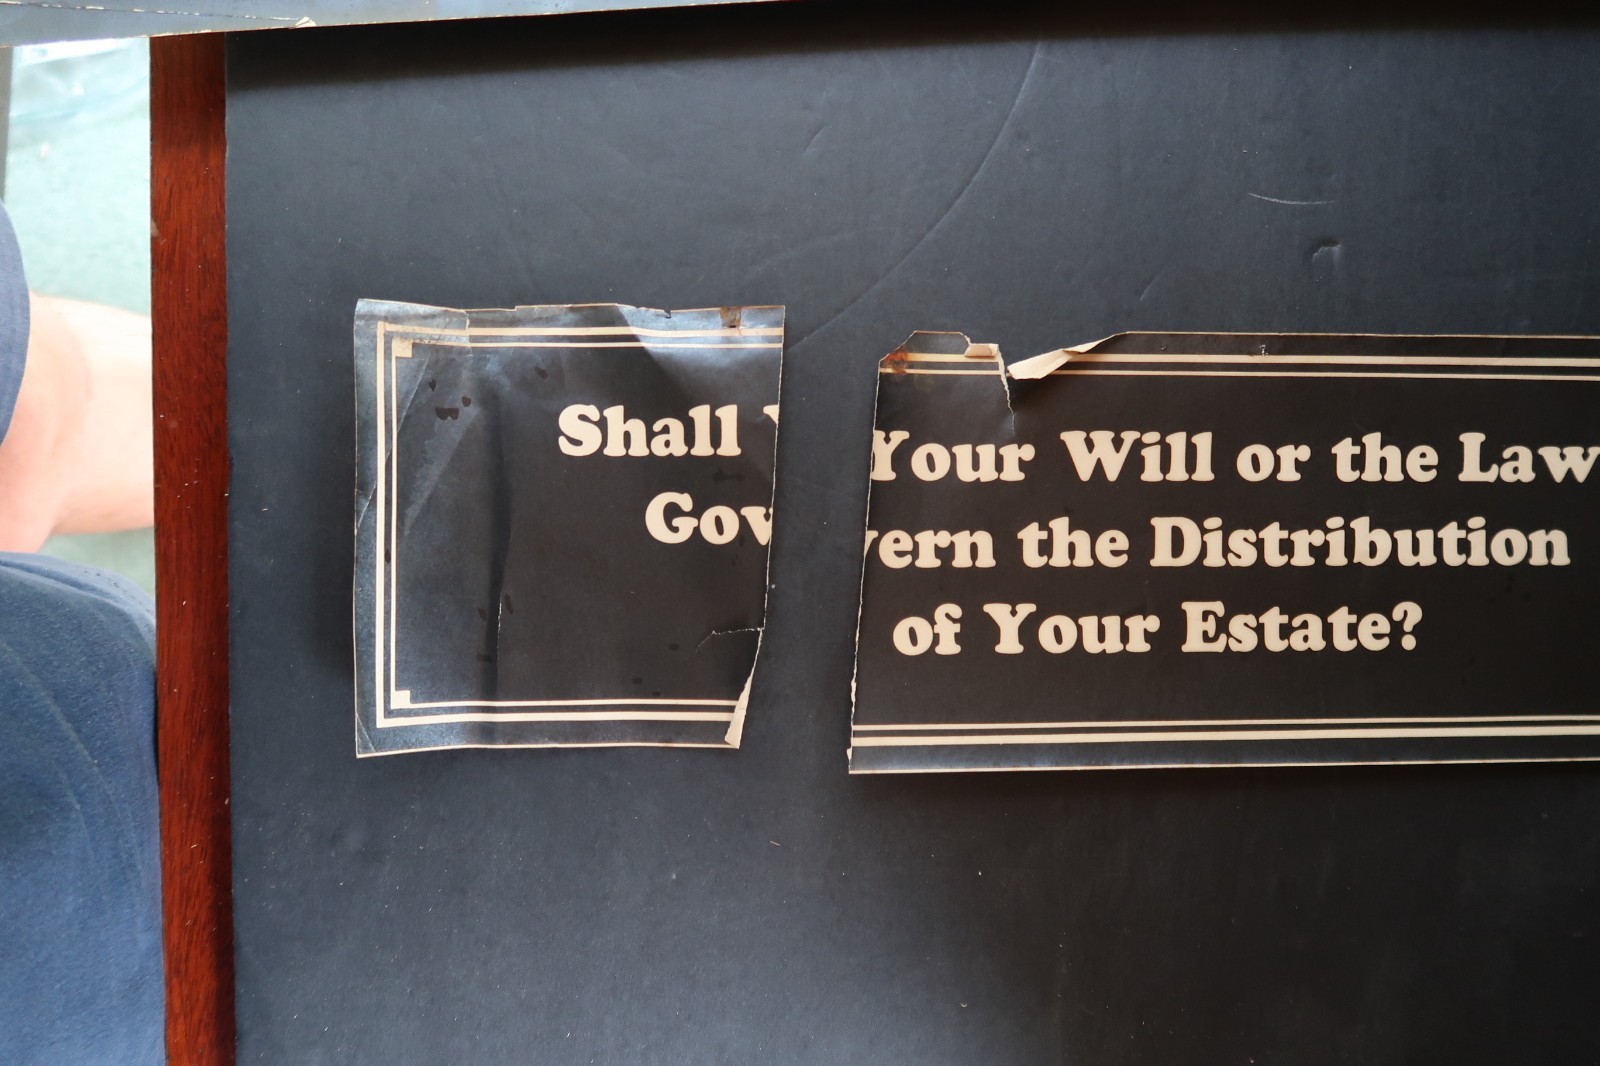 Shall Your Will or the Law
Govern the Distribution
of Your Estate?